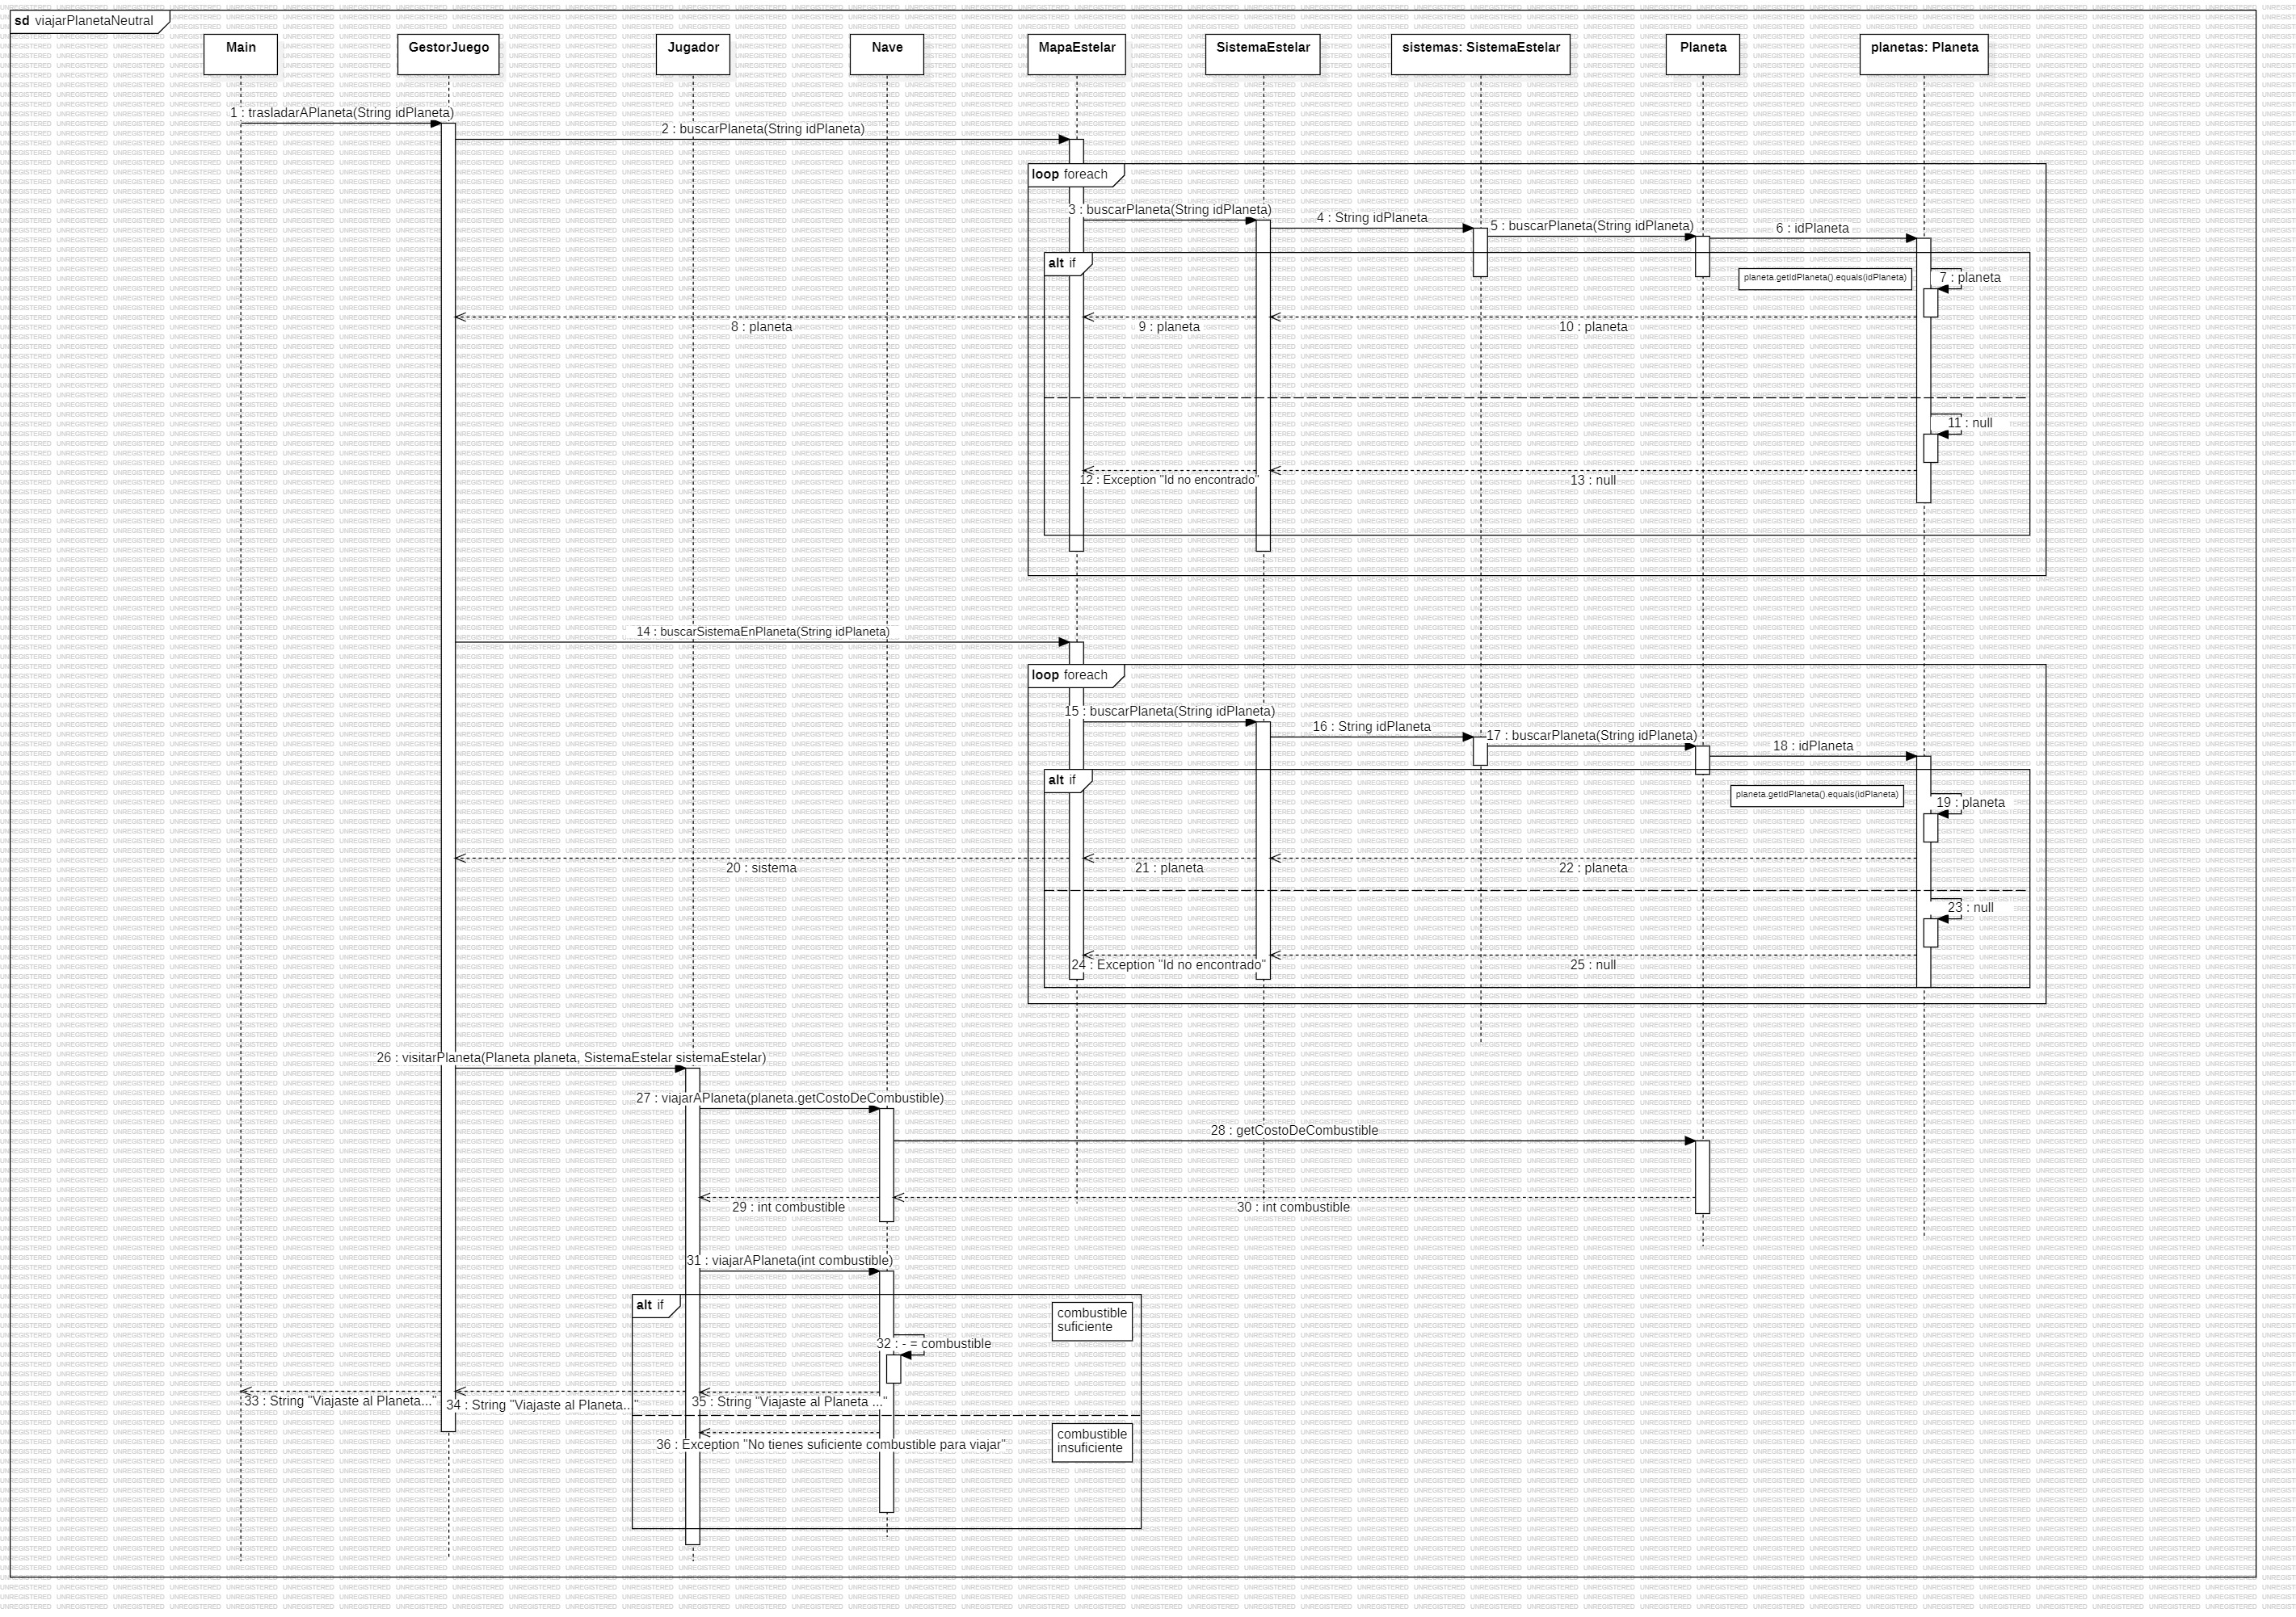 sd viajarPlanetaNeutral
Main
GestorJuego
Jugador
Nave
MapaEstelar
SistemaEstelar
sistemas: SistemaEstelar
Planeta
planetas: Planeta
1 : trasladarAPlaneta(String idPlaneta)
2 : buscarPlaneta(String idPlaneta)
loop foreach
3 : buscarPlaneta(String idPlaneta)
4 : String idPlaneta
5 : buscarPlaneta(String idPlaneta)
6 : idPlaneta
alt if
planeta.getIdPlaneta().equals(idPlaneta)
7 : planeta
8 : planeta
9 : planeta
10 : planeta
11 : null
12 : Exception "Id no encontrado"
13 : null
14 : buscarSistemaEnPlaneta(String idPlaneta)
loop foreach
15 : buscarPlaneta(String idPlaneta)
16 : String idPlaneta
17 : buscarPlaneta(String idPlaneta)
18 : idPlaneta
alt if
planeta.getIdPlaneta().equals(idPlaneta)
19 : planeta
20 : sistema
21 : planeta
22 : planeta
23 : null
24 : Exception "Id no encontrado"
25 : null
26 : visitarPlaneta(Planeta planeta, SistemaEstelar sistemaEstelar)
27 : viajarAPlaneta(planeta.getCostoDeCombustible)
28 : getCostoDeCombustible
29 : int combustible
30 : int combustible
31 : viajarAPlaneta(int combustible)
alt if
combustible
suficiente
32 : - = combustible
33 : String "Viajaste al Planeta..."
34 : String "Viajaste al Planeta..."
35 : String "Viajaste al Planeta ..."
36 : Exception "No tienes suficiente combustible para viajar"
combustible
insuficiente
UNREGISTERED